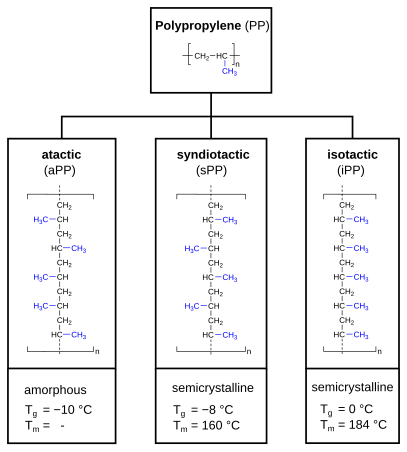 Polypropylene (PP)
CH₂ HC n
CH₃
atactic
(aPP)
CH₂
H₃C CH
CH₂
HC CH₃
CH₂
H₃C CH
CH₂
H₃C CH
CH₂
HC CH₃
n
amorphous
Tg = −10 °C
Tm = -
syndiotactic
(sPP)
CH₂
HC CH₃
CH₂
H₃C CH
CH₂
HC CH₃
CH₂
H₃C CH
CH₂
HC CH₃
n
semicrystalline
Tg = −8 °C
Tm = 160 °C
isotactic
(iPP)
CH₂
HC CH₃
CH₂
HC CH₃
CH₂
HC CH₃
CH₂
HC CH₃
CH₂
HC CH₃
n
semicrystalline
Tg = 0 °C
Tm = 184 °C